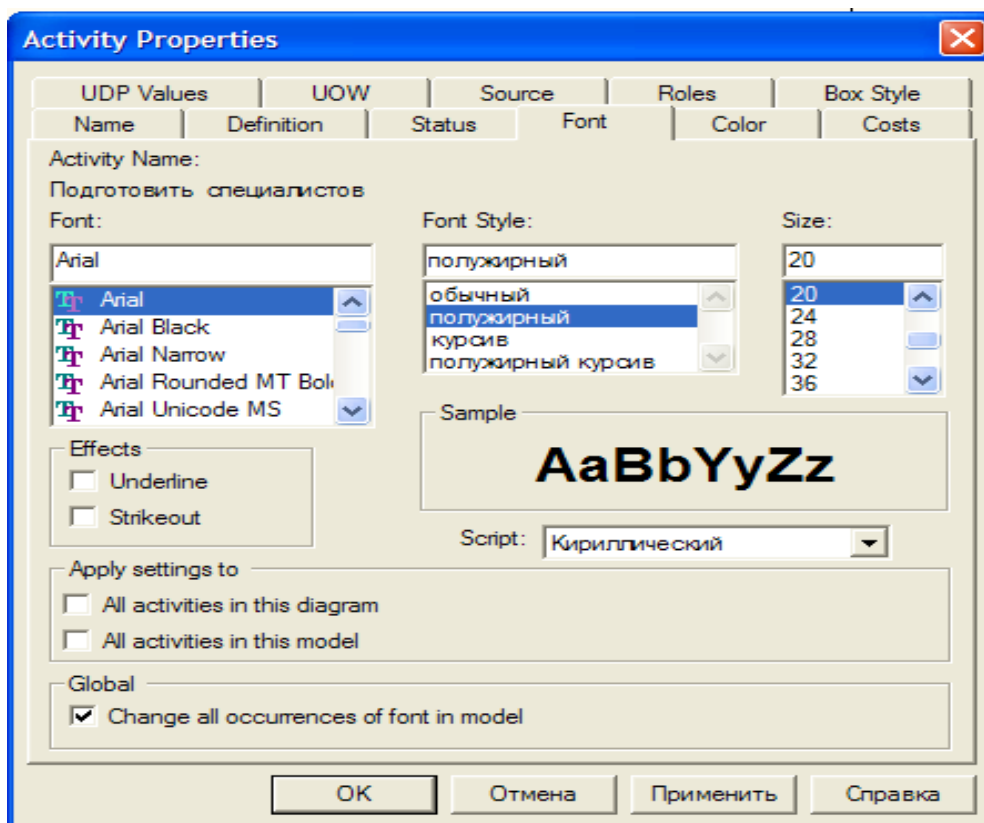 Activity Properties
UDP Values UOW Source Roles Box Style
Name Definition Status Font Color Costs
Activity Name:
Подготовить специалистов
Font: Font Style: Size:
Arial полужирный 20
Arial обычный 20
Arial Black полужирный 24
Arial Narrow курсив 28
Arial Rounded MT Bol полужирный курсив 32
Arial Unicode MS 36
Sample
AaBbYyZz
Effects
Underline
Strikeout
Script: Кириллический
Apply settings to
All activities in this diagram
All activities in this model
Global
Change all occurrences of font in model
OK Отмена Применить Справка